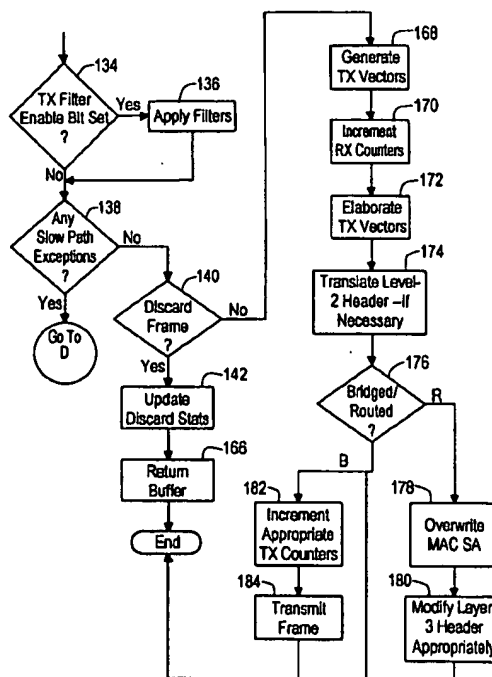 134
TX Filter
Enable Bit Set
?
Yes
136
Apply Filters
No
138
Any
Slow Path
Exceptions
?
No
Yes
Go To
D
140
Discard
Frame
?
No
Yes
142
Update
Discard Stats
166
Return
Buffer
End
168
Generate
TX Vectors
170
Increment
RX Counters
172
Elaborate
TX Vectors
174
Translate Level-
2 Header -If
Necessary
176
Bridged/
Routed
?
R
B
182
Increment
Appropriate
TX Counters
184
Transmit
Frame
178
Overwrite
MAC SA
180
Modify Layer
3 Header
Appropriately